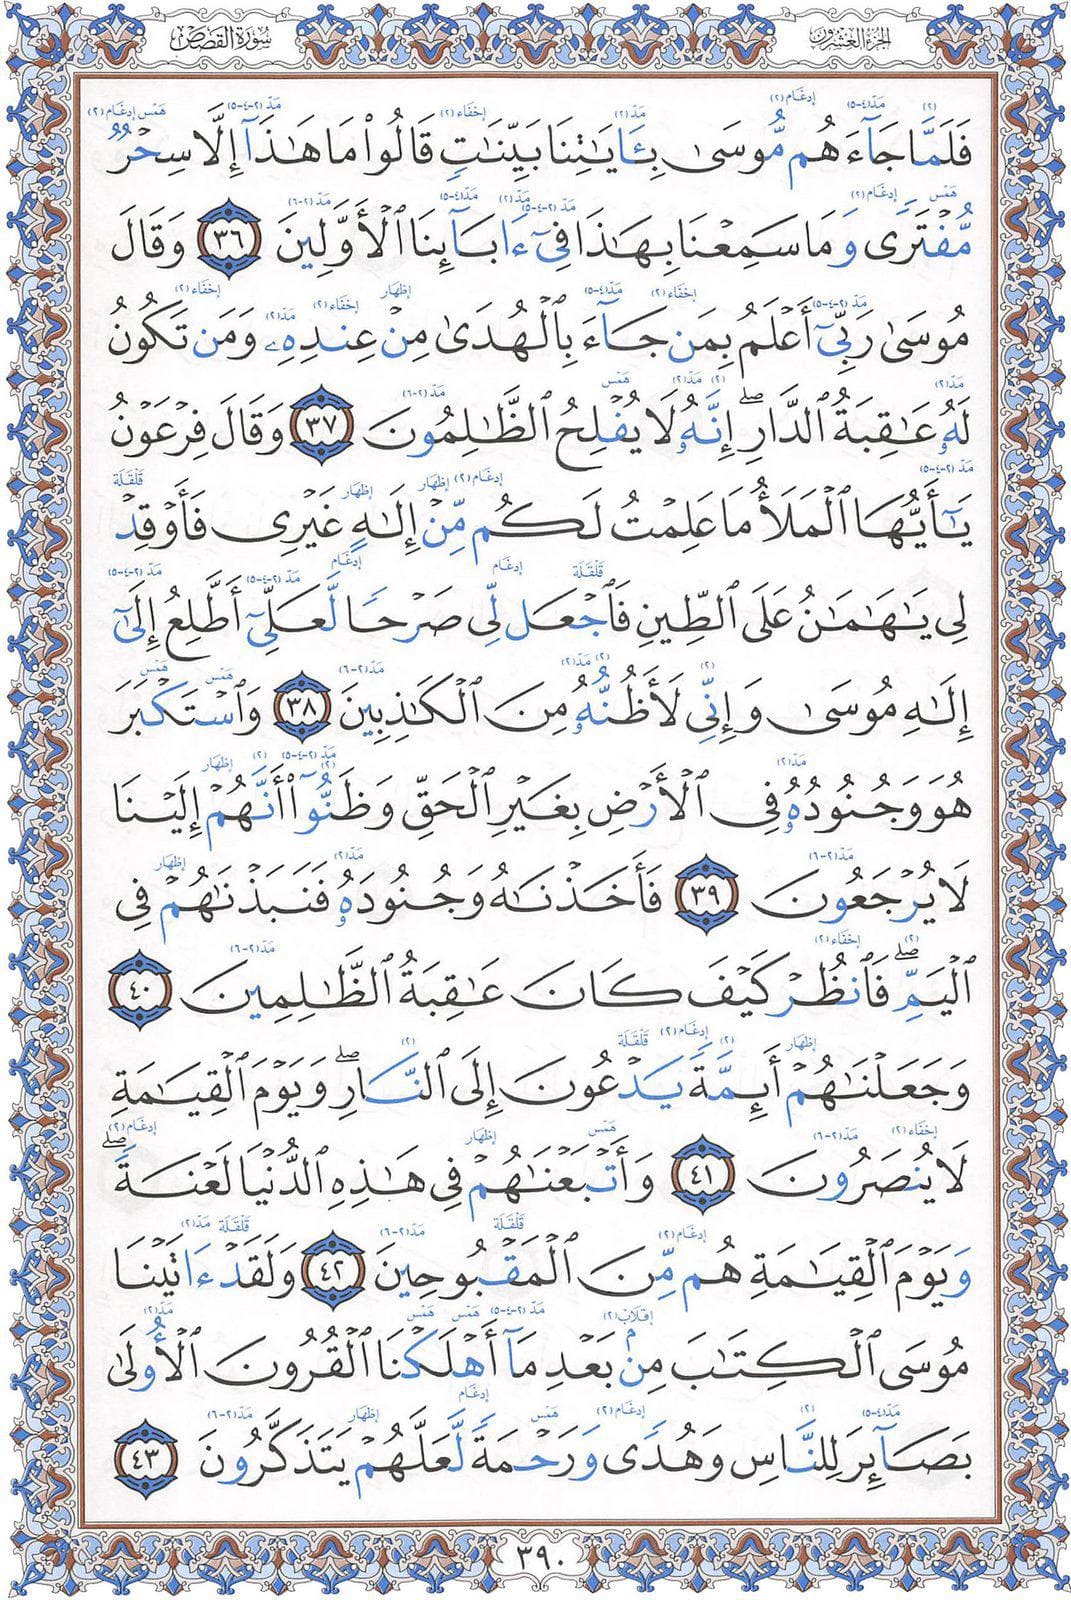 سورة القصص
الجزء العشرون
فَلَمَّا جَآءَهُم مُّوسَىٰ بِـَٔايَٰتِنَا بَيِّنَٰتٍ قَالُوا۟ مَا هَٰذَآ إِلَّا سِحْرٌ
مُّفْتَرًى وَمَا سَمِعْنَا بِهَٰذَا فِىٓ ءَابَآئِنَا ٱلْأَوَّلِينَ ٣٦ وَقَالَ
مُوسَىٰ رَبِّىٓ أَعْلَمُ بِمَن جَآءَ بِٱلْهُدَىٰ مِنْ عِندِهِۦ وَمَن تَكُونُ
لَهُۥ عَٰقِبَةُ ٱلدَّارِ ۖ إِنَّهُۥ لَا يُفْلِحُ ٱلظَّٰلِمُونَ ٣٧ وَقَالَ فِرْعَوْنُ
يَٰٓأَيُّهَا ٱلْمَلَأُ مَا عَلِمْتُ لَكُم مِّنْ إِلَٰهٍ غَيْرِى فَأَوْقِدْ
لِى يَٰهَٰمَٰنُ عَلَى ٱلطِّينِ فَٱجْعَل لِّى صَرْحًا لَّعَلِّىٓ أَطَّلِعُ إِلَىٰٓ
إِلَٰهِ مُوسَىٰ وَإِنِّى لَأَظُنُّهُۥ مِنَ ٱلْكَٰذِبِينَ ٣٨ وَٱسْتَكْبَرَ
هُوَ وَجُنُودُهُۥ فِى ٱلْأَرْضِ بِغَيْرِ ٱلْحَقِّ وَظَنُّوٓا۟ أَنَّهُمْ إِلَيْنَا
لَا يُرْجَعُونَ ٣٩ فَأَخَذْنَٰهُ وَجُنُودَهُۥ فَنَبَذْنَٰهُمْ فِى
ٱلْيَمِّ ۖ فَٱنظُرْ كَيْفَ كَانَ عَٰقِبَةُ ٱلظَّٰلِمِينَ ٤٠
وَجَعَلْنَٰهُمْ أَئِمَّةً يَدْعُونَ إِلَى ٱلنَّارِ ۖ وَيَوْمَ ٱلْقِيَٰمَةِ
لَا يُنصَرُونَ ٤١ وَأَتْبَعْنَٰهُمْ فِى هَٰذِهِ ٱلدُّنْيَا لَعْنَةً ۖ
وَيَوْمَ ٱلْقِيَٰمَةِ هُم مِّنَ ٱلْمَقْبُوحِينَ ٤٢ وَلَقَدْ ءَاتَيْنَا
مُوسَى ٱلْكِتَٰبَ مِنۢ بَعْدِ مَآ أَهْلَكْنَا ٱلْقُرُونَ ٱلْأُولَىٰ
بَصَآئِرَ لِلنَّاسِ وَهُدًى وَرَحْمَةً لَّعَلَّهُمْ يَتَذَكَّرُونَ ٤٣
٣٩٠